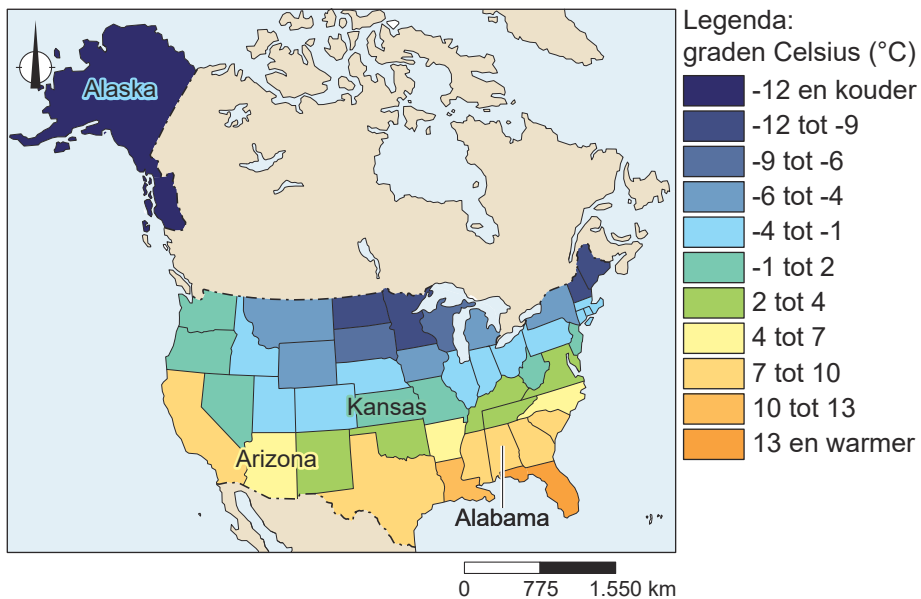 Legenda:
graden Celsius (°C)
-12 en kouder
-12 tot -9
-9 tot -6
-6 tot -4
-4 tot -1
-1 tot 2
2 tot 4
4 tot 7
7 tot 10
10 tot 13
13 en warmer
Alaska
Kansas
Arizona
Alabama
0 775 1.550 km